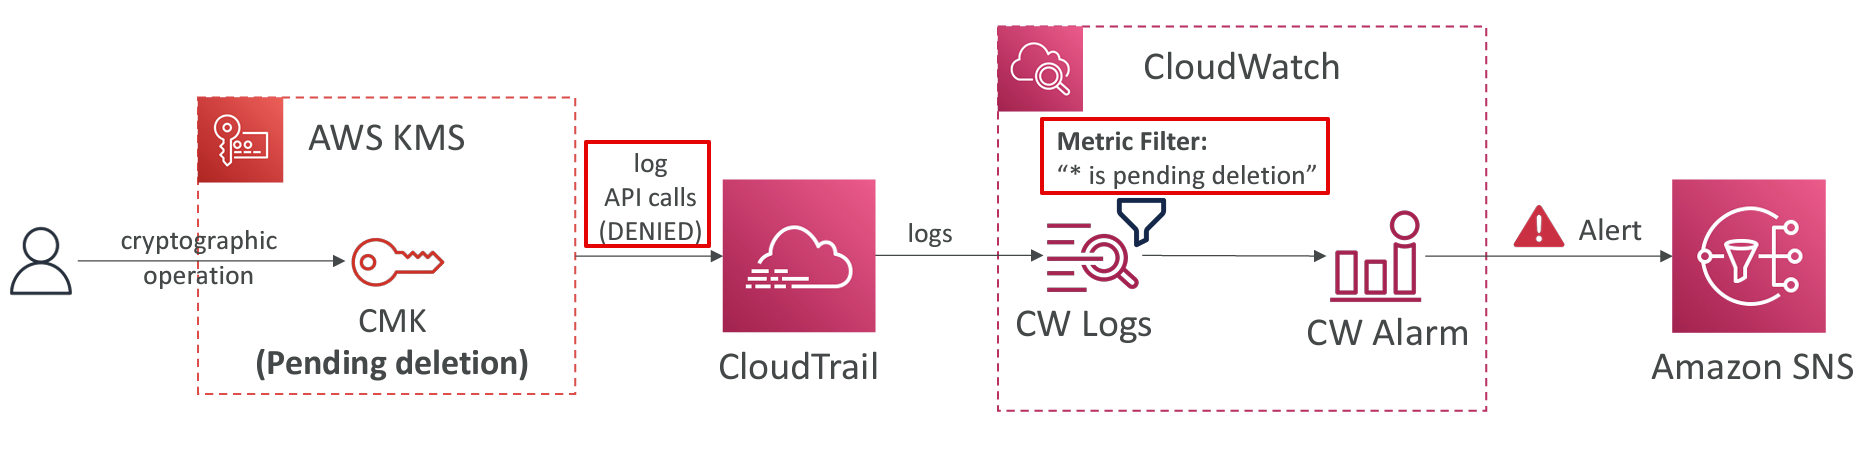 cryptographic
operation
AWS KMS
CMK
(Pending deletion)
log
API calls
(DENIED)
CloudTrail
logs
CloudWatch
Metric Filter:
“* is pending deletion”
CW Logs
CW Alarm
Alert
Amazon SNS